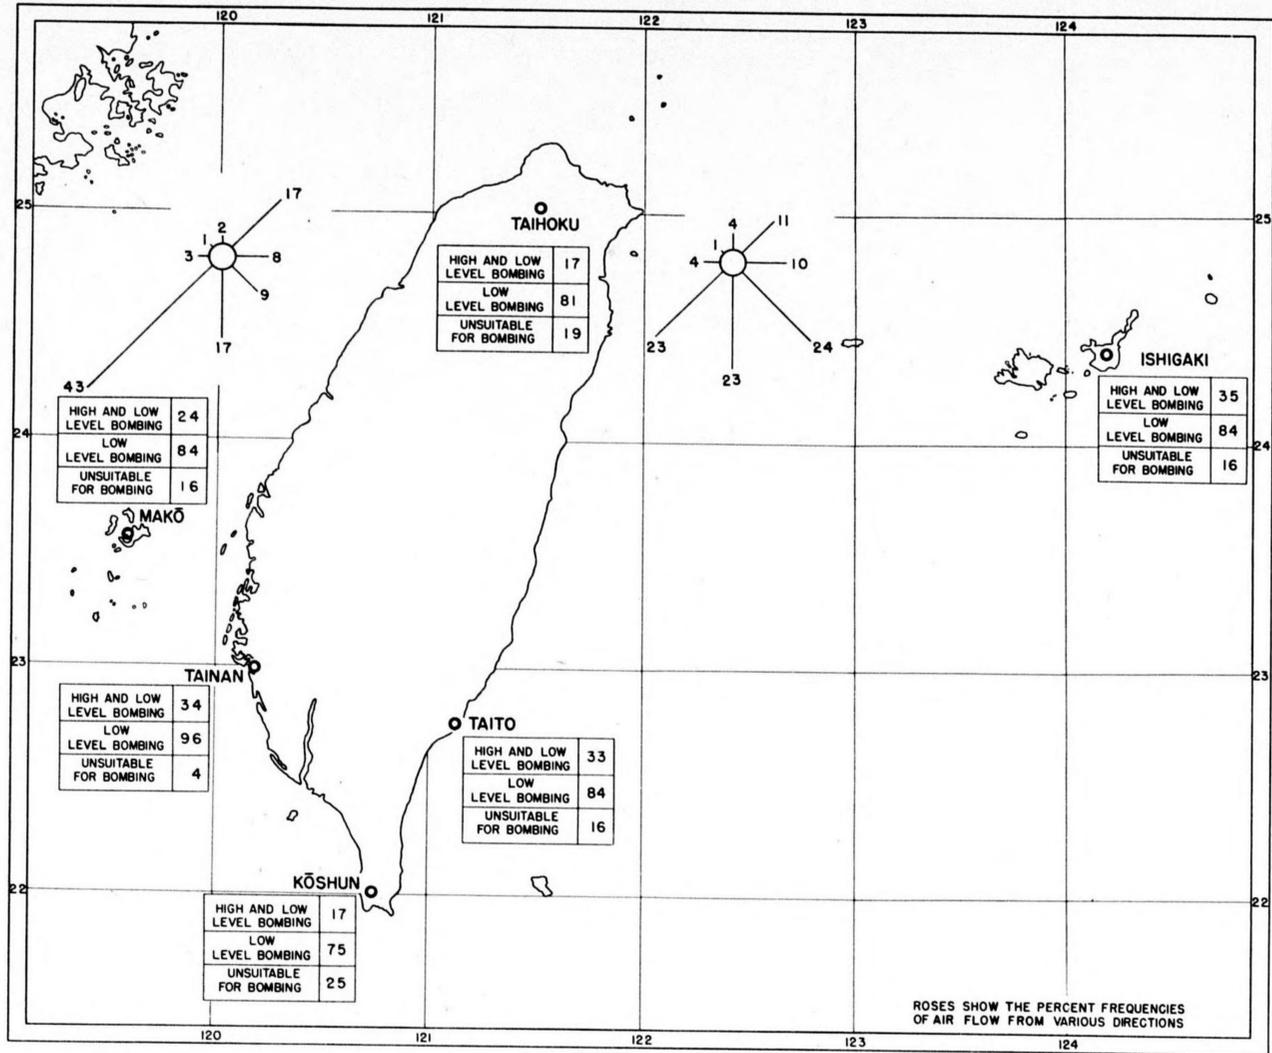 120 121 122 123 124
25 25
17
2
1
3 8
9
17
43
TAIHOKU
HIGH AND LOW LEVEL BOMBING 17
LOW LEVEL BOMBING 81
UNSUITABLE FOR BOMBING 19
4
11
1
4 10
23 24
23
ISHIGAKI
HIGH AND LOW LEVEL BOMBING 35
LOW LEVEL BOMBING 84
UNSUITABLE FOR BOMBING 16
24 24
HIGH AND LOW LEVEL BOMBING 24
LOW LEVEL BOMBING 84
UNSUITABLE FOR BOMBING 16
MAKŌ
23 23
TAINAN
HIGH AND LOW LEVEL BOMBING 34
LOW LEVEL BOMBING 96
UNSUITABLE FOR BOMBING 4
TAITO
HIGH AND LOW LEVEL BOMBING 33
LOW LEVEL BOMBING 84
UNSUITABLE FOR BOMBING 16
22 22
KŌSHUN
HIGH AND LOW LEVEL BOMBING 17
LOW LEVEL BOMBING 75
UNSUITABLE FOR BOMBING 25
ROSES SHOW THE PERCENT FREQUENCIES
OF AIR FLOW FROM VARIOUS DIRECTIONS
120 121 122 123 124